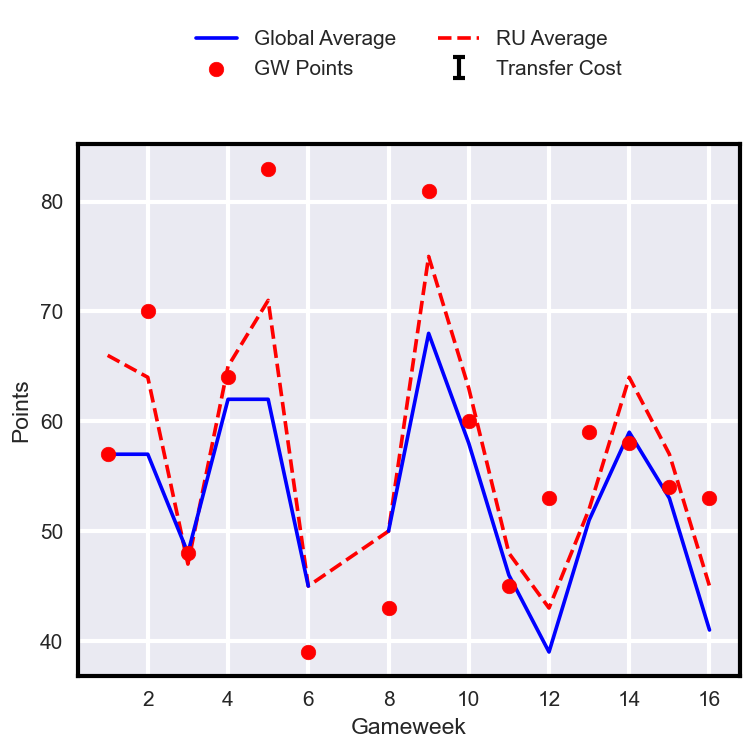 Global Average RU Average
GW Points Transfer Cost
80
70
60
50
40
Points
2 4 6 8 10 12 14 16
Gameweek